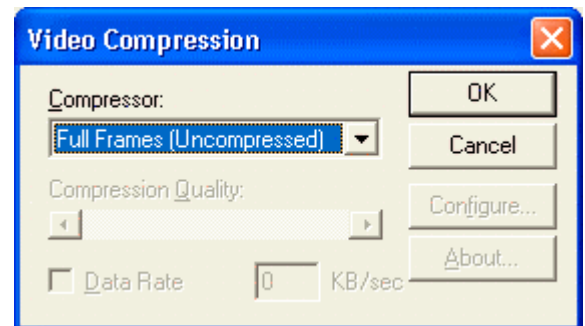 Video Compression
Compressor:
OK
Full Frames (Uncompressed)
Cancel
Compression Quality:
Configure...
About...
Data Rate 0 KB/sec